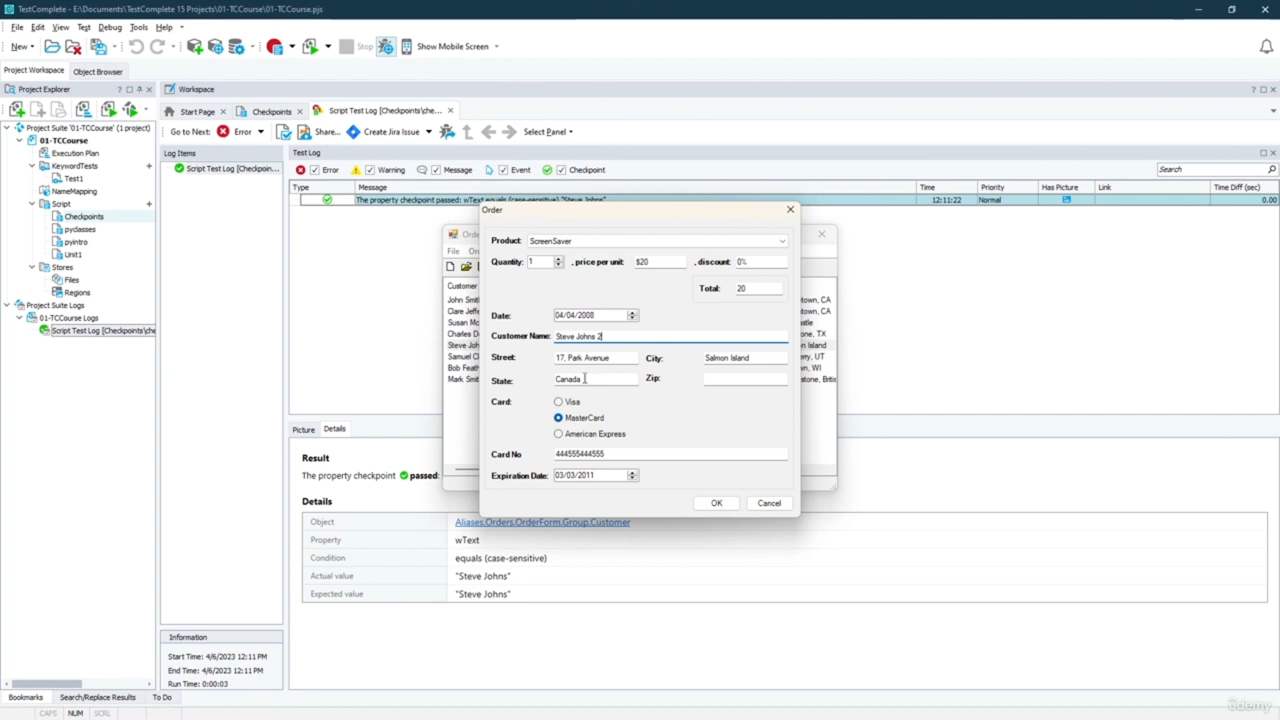 TestComplete - E:\Documents\TestComplete 15 Projects\01-TCCourse\01-TCCourse.pjs
File Edit View Test Debug Tools Help
New Stop Show Mobile Screen
Project Workspace Object Browser
Project Explorer
Workspace
Start Page Checkpoints Script Test Log [Checkpoints\che...
Go to Next: Error Share... Create Jira Issue Select Panel
Project Suite '01-TCCourse' (1 project)
01-TCCourse
Execution Plan
KeywordTests
Test1
NameMapping
Script
Checkpoints
pyclasses
pyintro
Unit1
Stores
Files
Regions
Project Suite Logs
01-TCCourse Logs
Script Test Log [Checkpoints\che
Log Items
Script Test Log [Checkpoin...
Test Log
Error Warning Message Event Checkpoint Search
Type Message Time Priority Has Picture Link Time Diff (sec)
The property checkpoint passed: wText equals (case-sensitive) "Steve Johns". 12:11:22 Normal 0.00
File
Customer
John Smit
Clare Jeffe
Susan Mc
Charles D
Steve Joh
Samuel C
Bob Feath
Mark Smit
town, CA
town, CA
stle
stone, TX
on Island
erry, UT
on, WI
stone, Brit
Order
Product: ScreenSaver
Quantity: 1 , price per unit: $20 , discount: 0%
Total: 20
Date: 04/04/2008
Customer Name: Steve Johns 2
Street: 17, Park Avenue City: Salmon Island
State: Canada Zip:
Card: Visa
MasterCard
American Express
Card No 444555444555
Expiration Date: 03/03/2011
OK Cancel
Picture Details
Result
The property checkpoint passed:
Details
Object Aliases.Orders.OrderForm.Group.Customer
Property wText
Condition equals (case-sensitive)
Actual value "Steve Johns"
Expected value "Steve Johns"
Information
Start Time: 4/6/2023 12:11 PM
End Time: 4/6/2023 12:11 PM
Run Time: 0:00:03
Bookmarks Search/Replace Results To Do
CAPS NUM SCRL
ûdemy